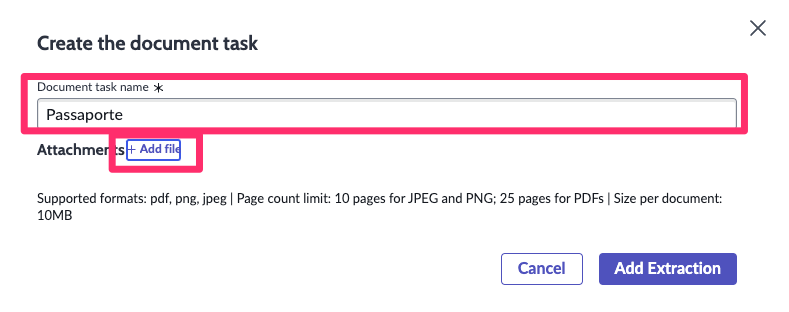 Create the document task
Document task name *
Passaporte
Attachments + Add file
Supported formats: pdf, png, jpeg | Page count limit: 10 pages for JPEG and PNG; 25 pages for PDFs | Size per document:
10MB
Cancel Add Extraction